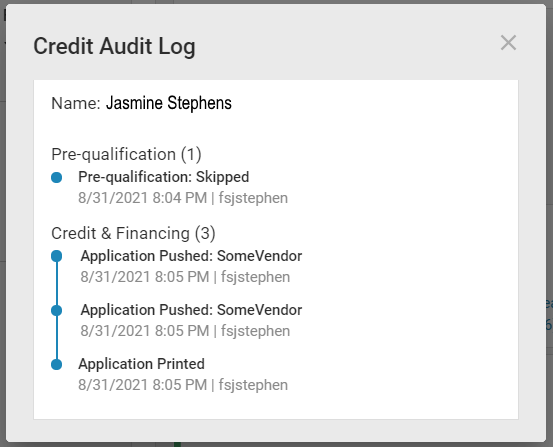 Credit Audit Log
Name: Jasmine Stephens
Pre-qualification (1)
Pre-qualification: Skipped
8/31/2021 8:04 PM | fsjstephen
Credit & Financing (3)
Application Pushed: SomeVendor
8/31/2021 8:05 PM | fsjstephen
Application Pushed: SomeVendor
8/31/2021 8:05 PM | fsjstephen
Application Printed
8/31/2021 8:05 PM | fsjstephen